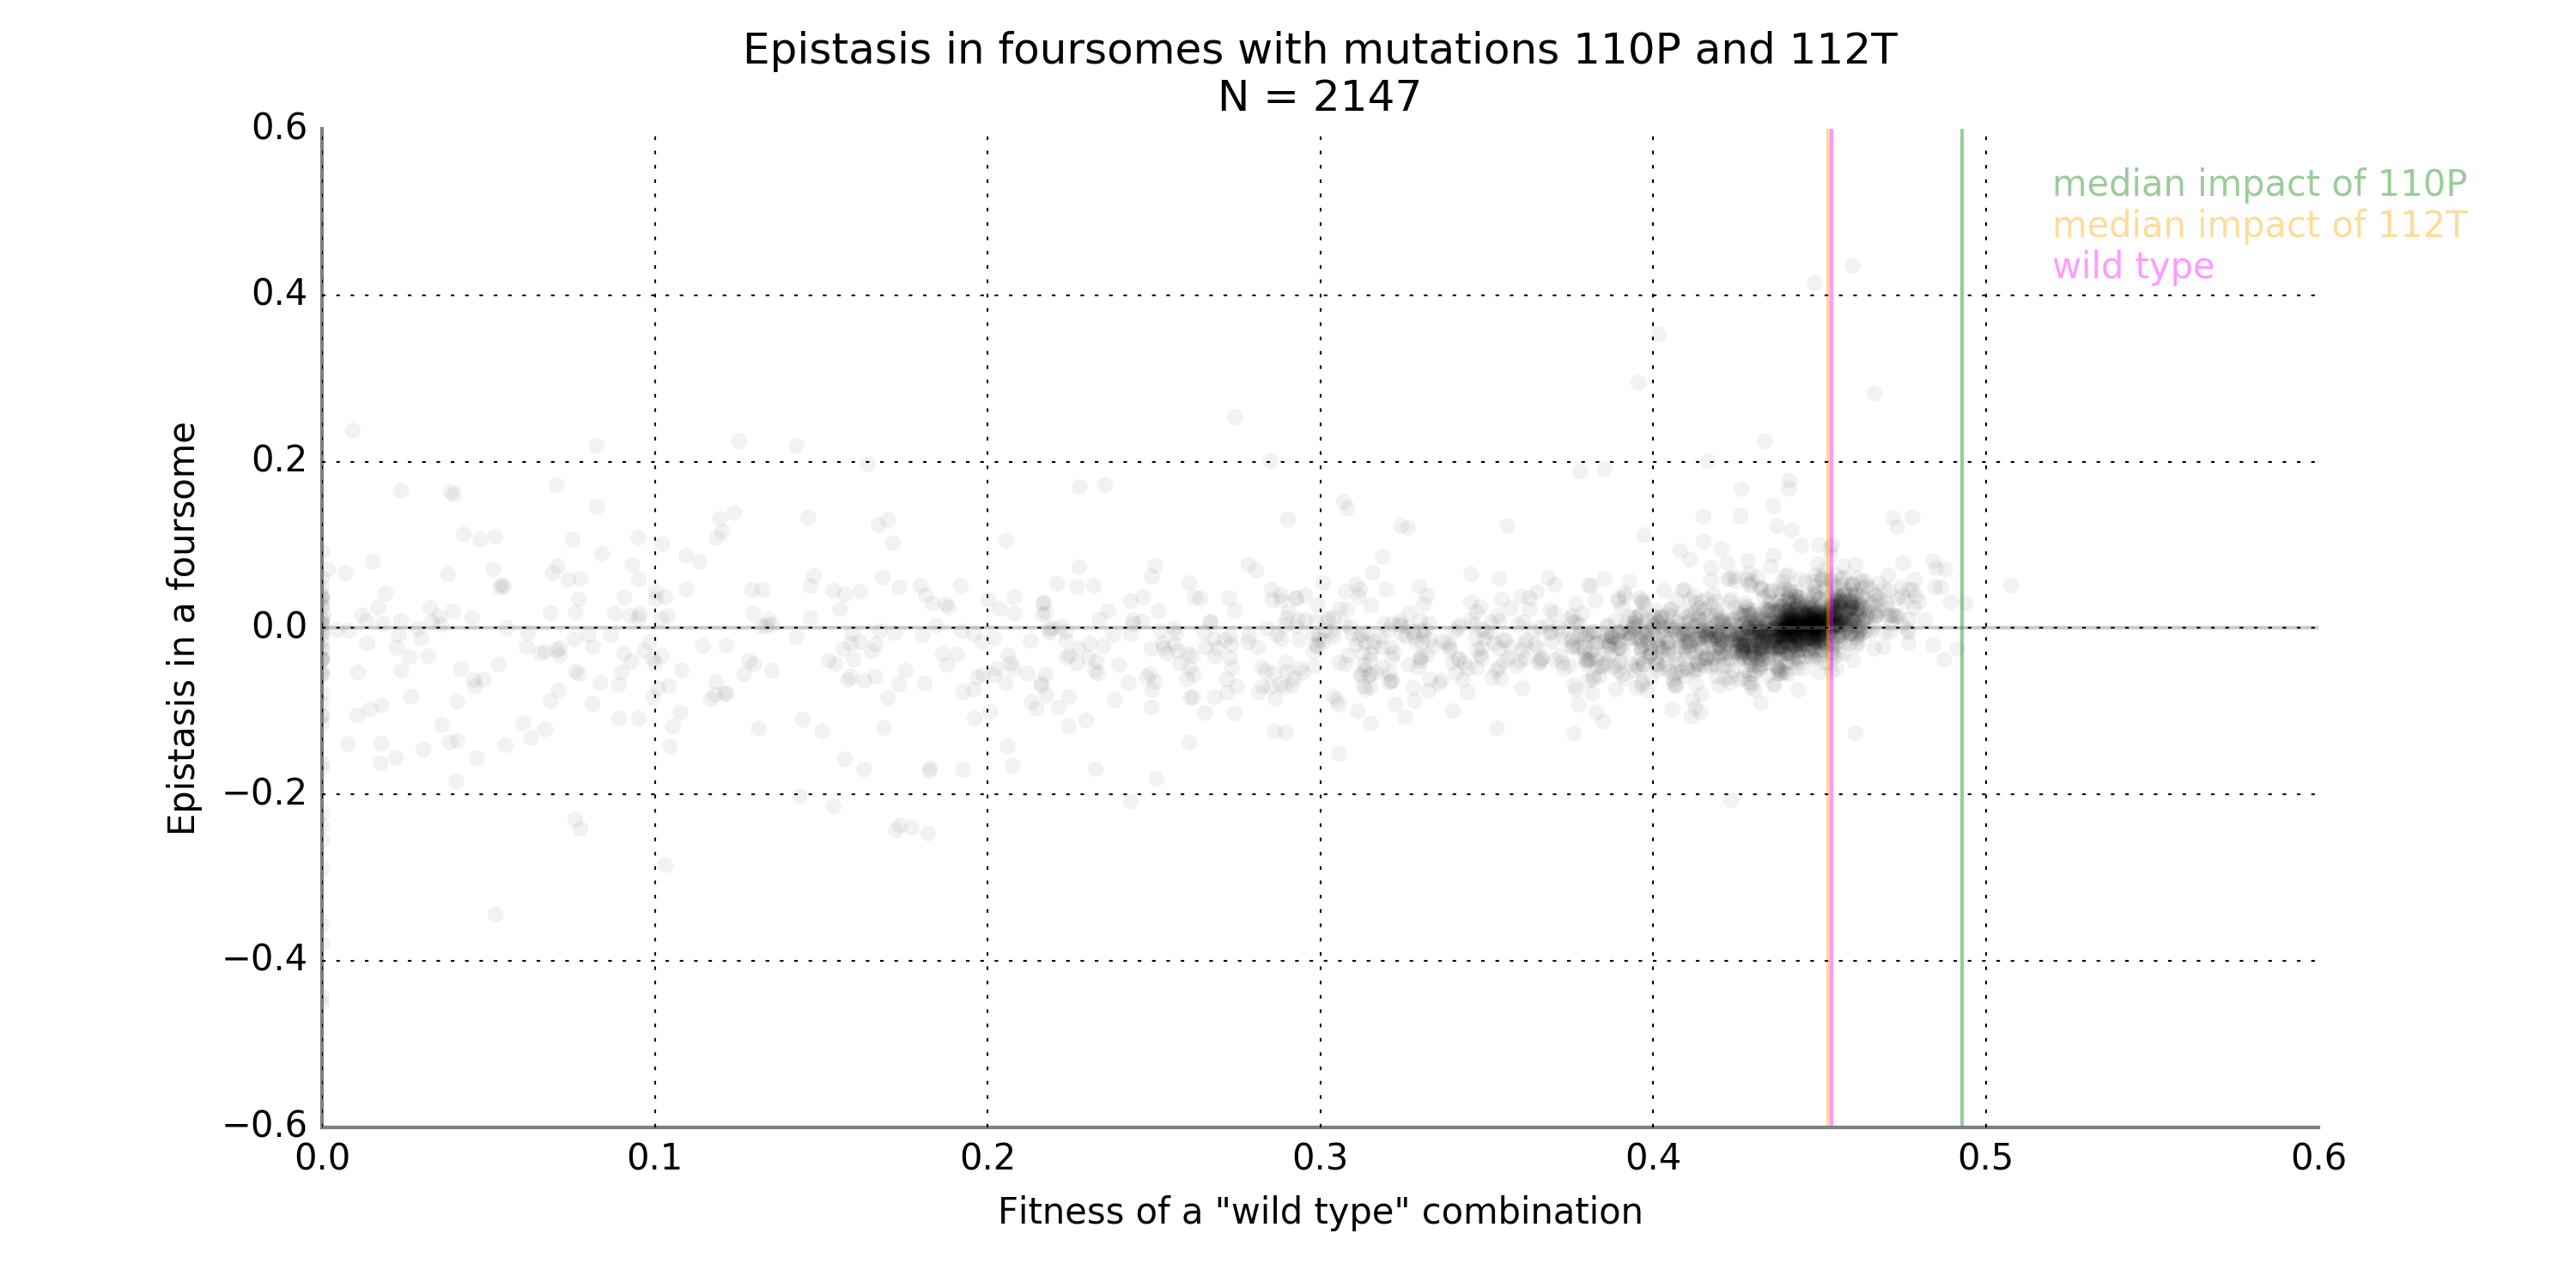 Epistasis in foursomes with mutations 110P and 112T
N = 2147
0.6
median impact of 110P
median impact of 112T
wild type
0.4
0.2
Epistasis in a foursome
0.0
−0.2
−0.4
−0.6
0.0 0.1 0.2 0.3 0.4 0.5 0.6
Fitness of a "wild type" combination